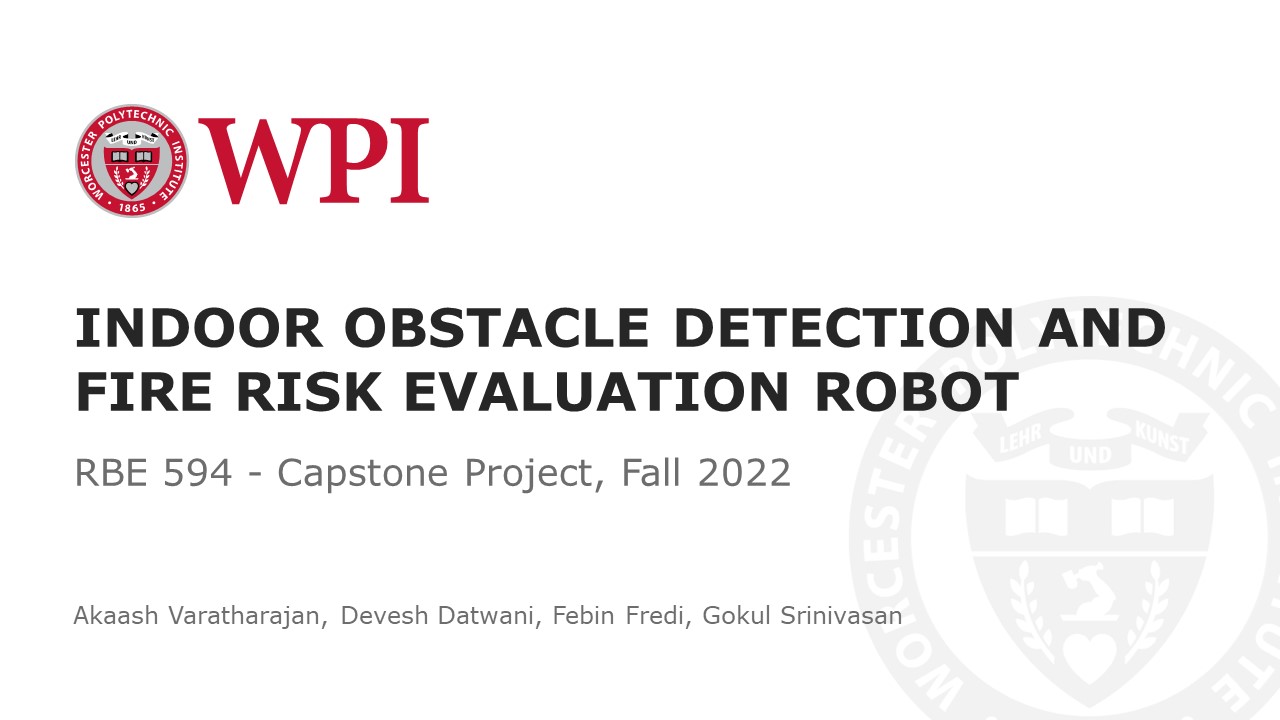 WORCESTER POLYTECHNIC INSTITUTE
LEHR UND KUNST
1865
WPI
INDOOR OBSTACLE DETECTION AND
FIRE RISK EVALUATION ROBOT
RBE 594 - Capstone Project, Fall 2022
Akaash Varatharajan, Devesh Datwani, Febin Fredi, Gokul Srinivasan
WORCESTER POLYTECHNIC INSTITUTE
LEHR UND KUNST